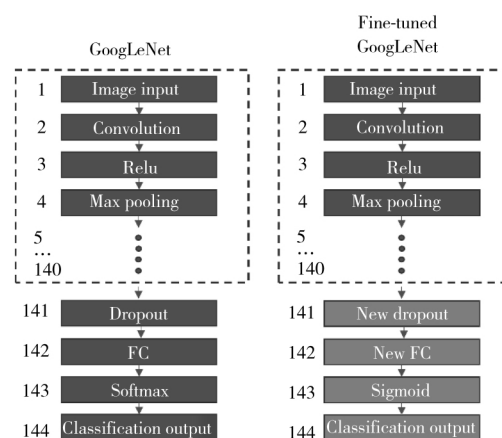 GoogLeNet
1 Image input
2 Convolution
3 Relu
4 Max pooling
5
...
140
141 Dropout
142 FC
143 Softmax
144 Classification output
Fine-tuned
GoogLeNet
1 Image input
2 Convolution
3 Relu
4 Max pooling
5
...
140
141 New dropout
142 New FC
143 Sigmoid
144 Classification output